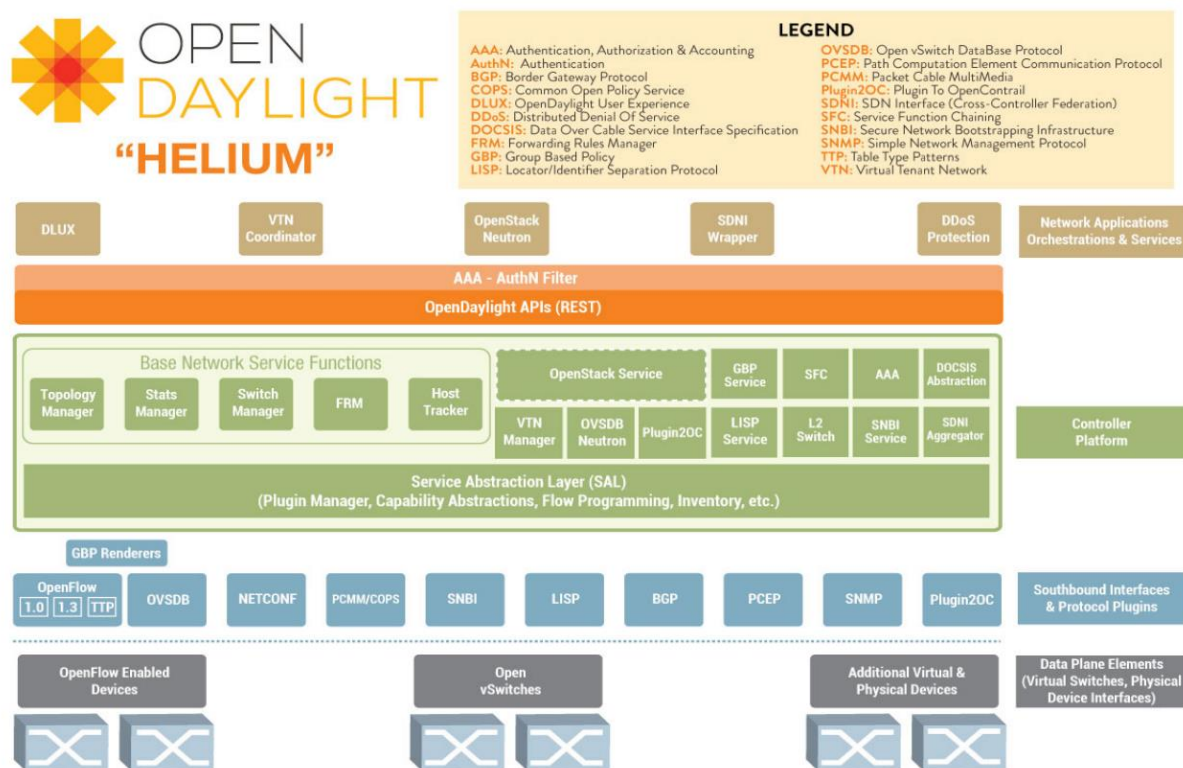 OPEN
DAYLIGHT
“HELIUM”
LEGEND
AAA: Authentication, Authorization & Accounting
AuthN: Authentication
BGP: Border Gateway Protocol
COPS: Common Open Policy Service
DLUX: OpenDaylight User Experience
DDoS: Distributed Denial Of Service
DOCSIS: Data Over Cable Service Interface Specification
FRM: Forwarding Rules Manager
GBP: Group Based Policy
LISP: Locator/Identifier Separation Protocol
OVSDB: Open vSwitch DataBase Protocol
PCEP: Path Computation Element Communication Protocol
PCMM: Packet Cable MultiMedia
Plugin2OC: Plugin To OpenContrail
SDNI: SDN Interface (Cross-Controller Federation)
SFC: Service Function Chaining
SNBI: Secure Network Bootstrapping Infrastructure
SNMP: Simple Network Management Protocol
TTP: Table Type Patterns
VTN: Virtual Tenant Network
DLUX
VTN
Coordinator
OpenStack
Neutron
SDNI
Wrapper
DDoS
Protection
Network Applications
Orchestrations & Services
AAA - AuthN Filter
OpenDaylight APIs (REST)
Base Network Service Functions
Topology
Manager
Stats
Manager
Switch
Manager
FRM
Host
Tracker
OpenStack Service
GBP
Service
SFC
AAA
DOCSIS
Abstraction
VTN
Manager
OVSDB
Neutron
Plugin2OC
LISP
Service
L2
Switch
SNBI
Service
SDNI
Aggregator
Controller
Platform
Service Abstraction Layer (SAL)
(Plugin Manager, Capability Abstractions, Flow Programming, Inventory, etc.)
GBP Renderers
OpenFlow
1.0 1.3 TTP
OVSDB
NETCONF
PCMM/COPS
SNBI
LISP
BGP
PCEP
SNMP
Plugin2OC
Southbound Interfaces
& Protocol Plugins
OpenFlow Enabled
Devices
Open
vSwitches
Additional Virtual &
Physical Devices
Data Plane Elements
(Virtual Switches, Physical
Device Interfaces)